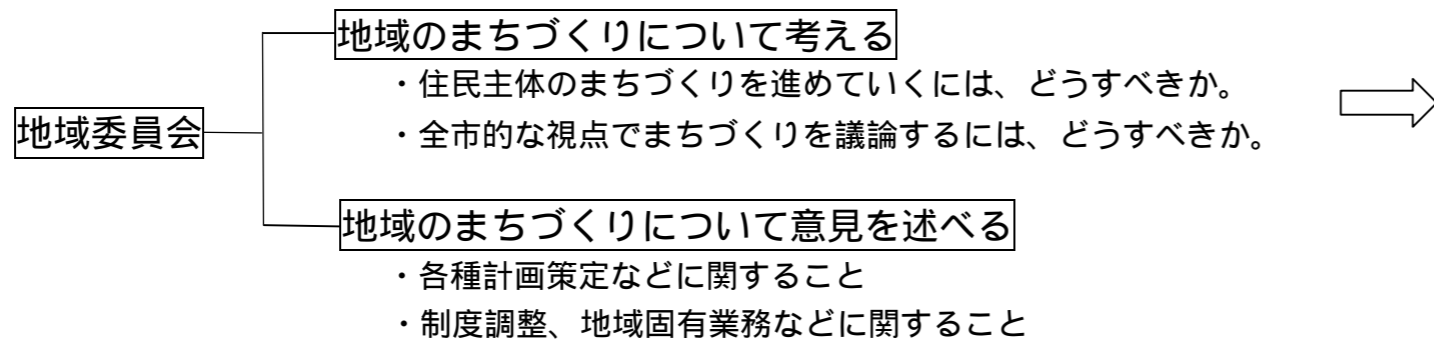 地域のまちづくりについて考える
・住民主体のまちづくりを進めていくには、どうすべきか。
・全市的な視点でまちづくりを議論するには、どうすべきか。
地域委員会
地域のまちづくりについて意見を述べる
・各種計画策定などに関すること
・制度調整、地域固有業務などに関すること